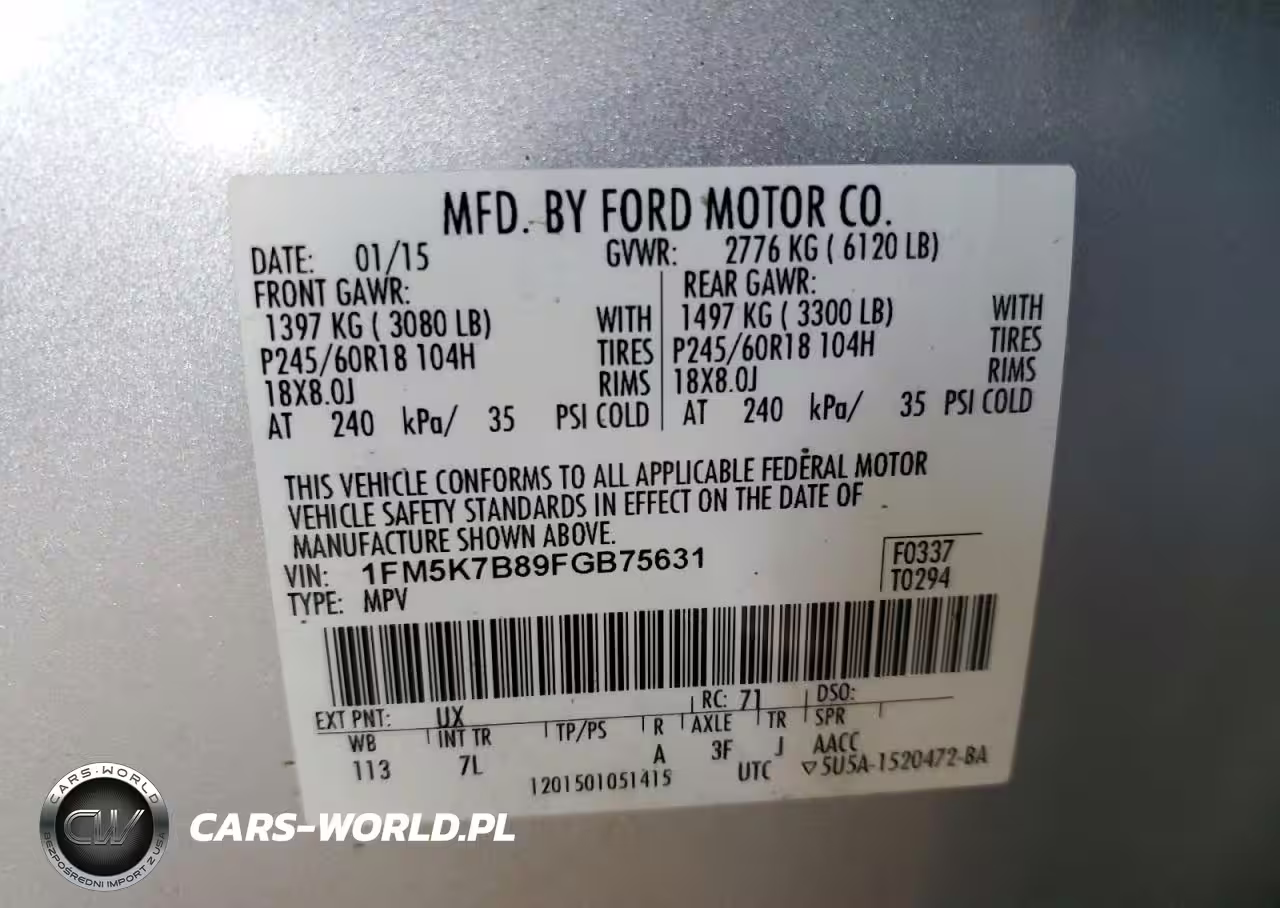 MFD. BY FORD MOTOR CO.
DATE: 01/15 GVWR: 2776 KG ( 6120 LB)
FRONT GAWR: REAR GAWR:
1397 KG ( 3080 LB) WITH 1497 KG ( 3300 LB) WITH
P245/60R18 104H TIRES P245/60R18 104H TIRES
18X8.0J RIMS 18X8.0J RIMS
AT 240 kPa/ 35 PSI COLD AT 240 kPa/ 35 PSI COLD
THIS VEHICLE CONFORMS TO ALL APPLICABLE FEDERAL MOTOR
VEHICLE SAFETY STANDARDS IN EFFECT ON THE DATE OF
MANUFACTURE SHOWN ABOVE.
VIN: 1FM5K7B89FGB75631 F0337
TYPE: MPV T0294
EXT PNT: UX RC: 71 DSO:
WB INT TR TP/PS R AXLE TR SPR
113 7L A 3F J AACC
1201501051415 UTC ▽5U5A-1520472-BA
CARS-WORLD
CW
BEZPOŚREDNI IMPORT Z USA
CARS-WORLD.PL